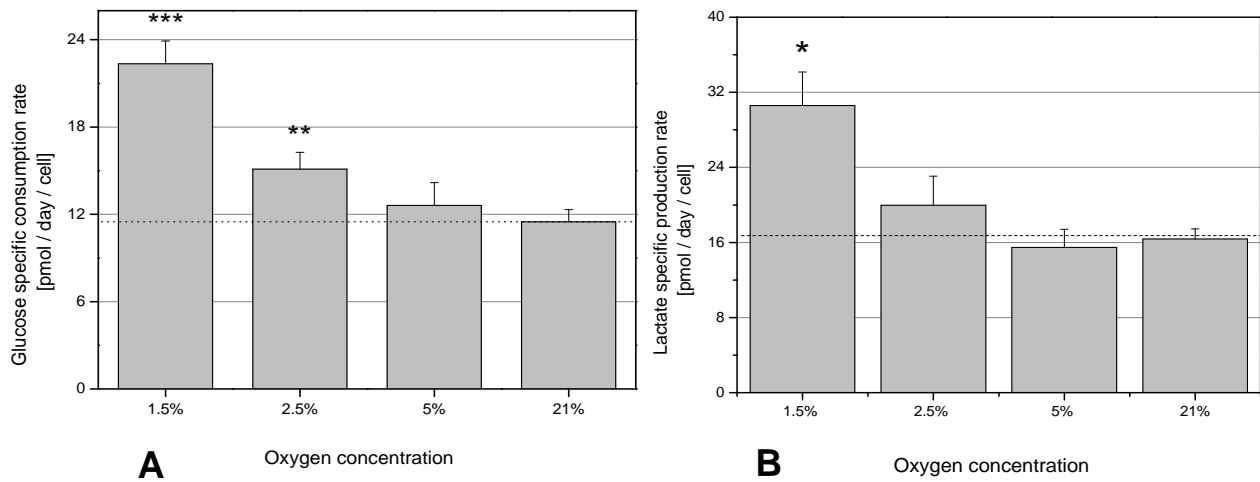 Glucose specific consumption rate
[pmol / day / cell]
24
18
12
6
0
***
**
1.5%
2.5%
5%
21%
A
Oxygen concentration
Lactate specific production rate
[pmol / day / cell]
40
32
24
16
8
0
*
1.5%
2.5%
5%
21%
B
Oxygen concentration